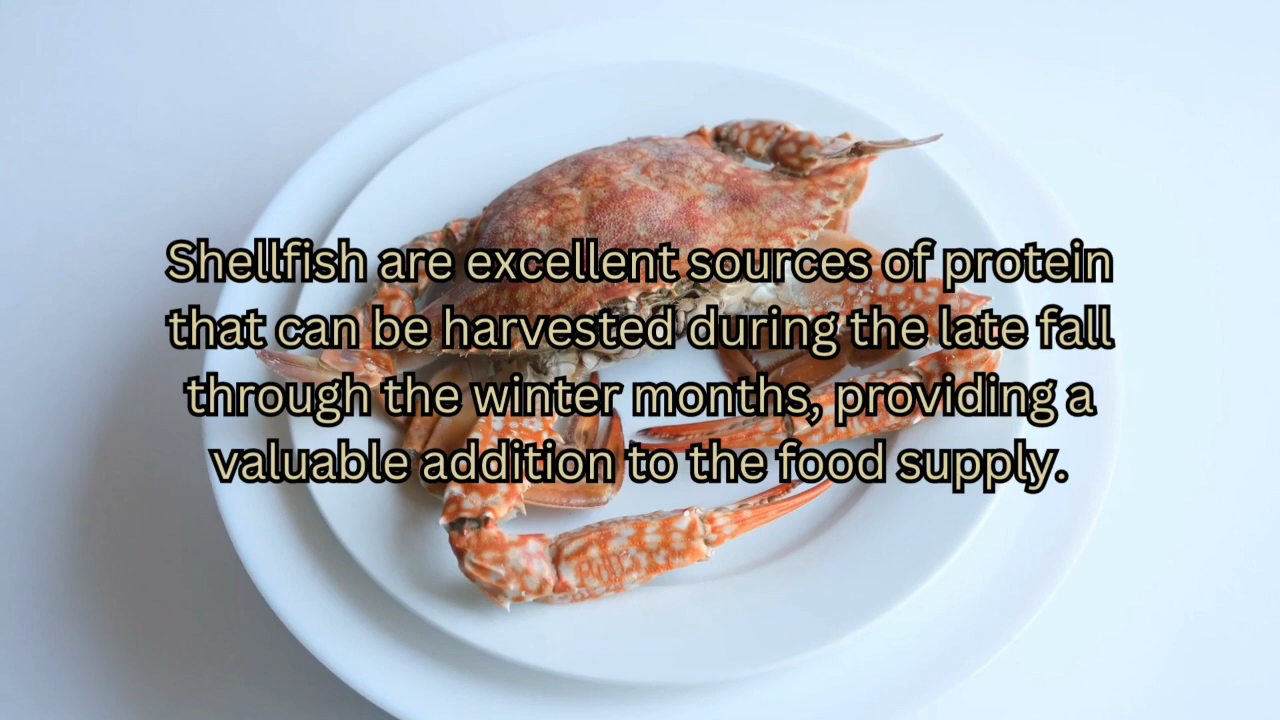 Shellfish are excellent sources of protein
that can be harvested during the late fall
through the winter months, providing a
valuable addition to the food supply.